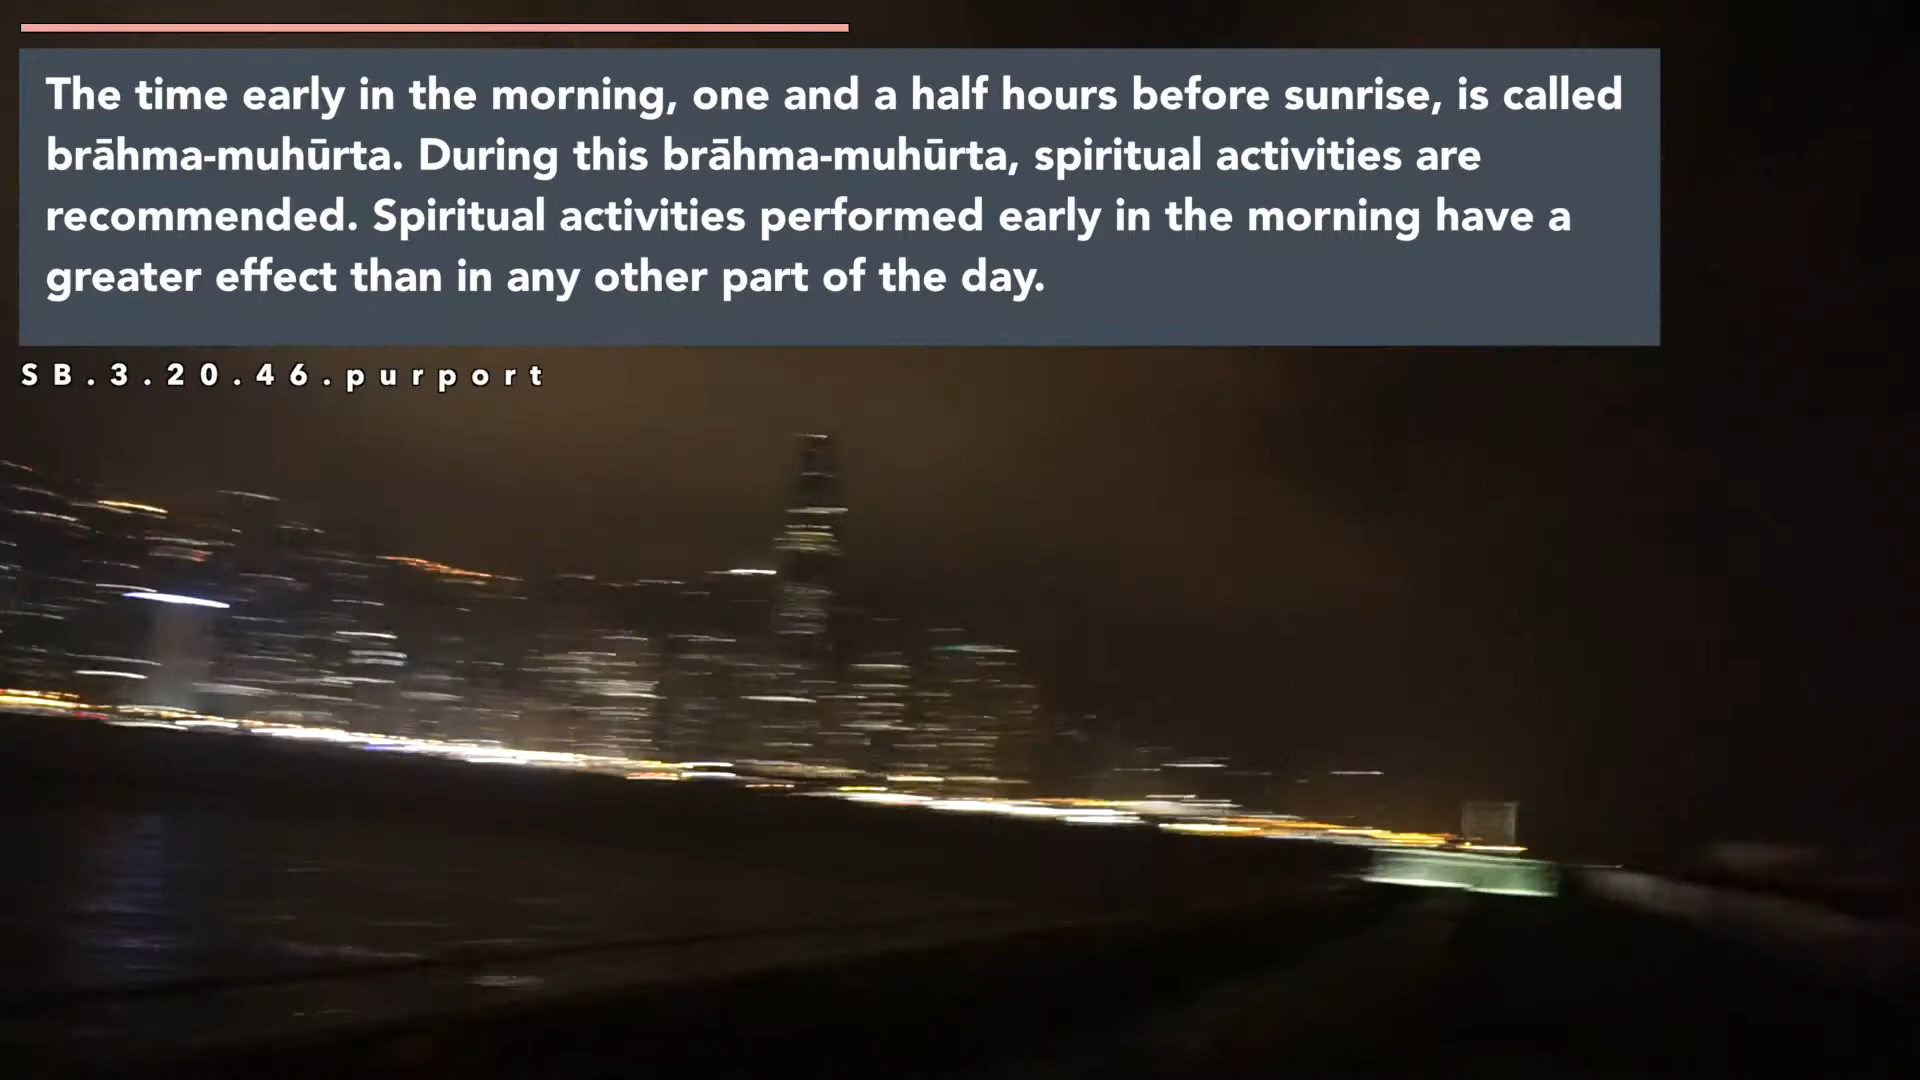 The time early in the morning, one and a half hours before sunrise, is called
brāhma-muhūrta. During this brāhma-muhūrta, spiritual activities are
recommended. Spiritual activities performed early in the morning have a
greater effect than in any other part of the day.
SB.3.20.46.purport